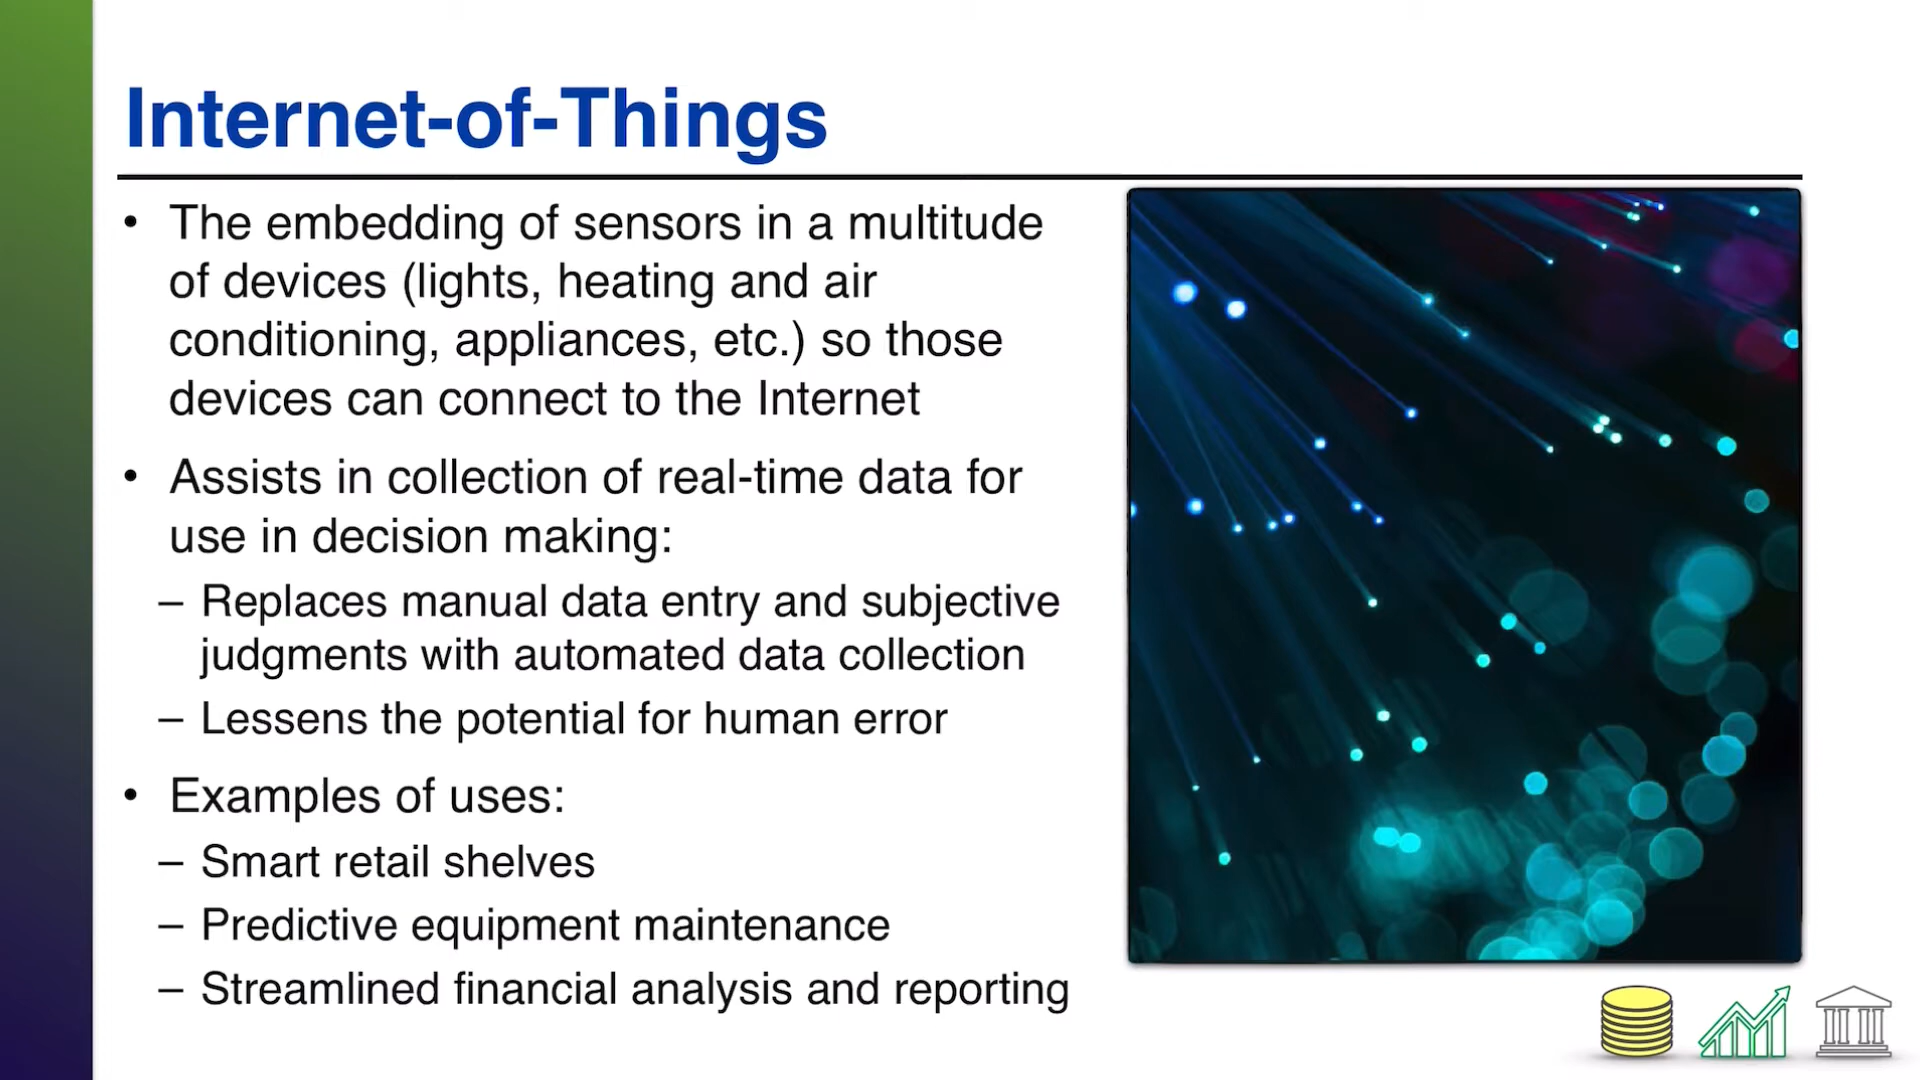 Internet-of-Things
• The embedding of sensors in a multitude
of devices (lights, heating and air
conditioning, appliances, etc.) so those
devices can connect to the Internet
• Assists in collection of real-time data for
use in decision making:
– Replaces manual data entry and subjective
judgments with automated data collection
– Lessens the potential for human error
• Examples of uses:
– Smart retail shelves
– Predictive equipment maintenance
– Streamlined financial analysis and reporting